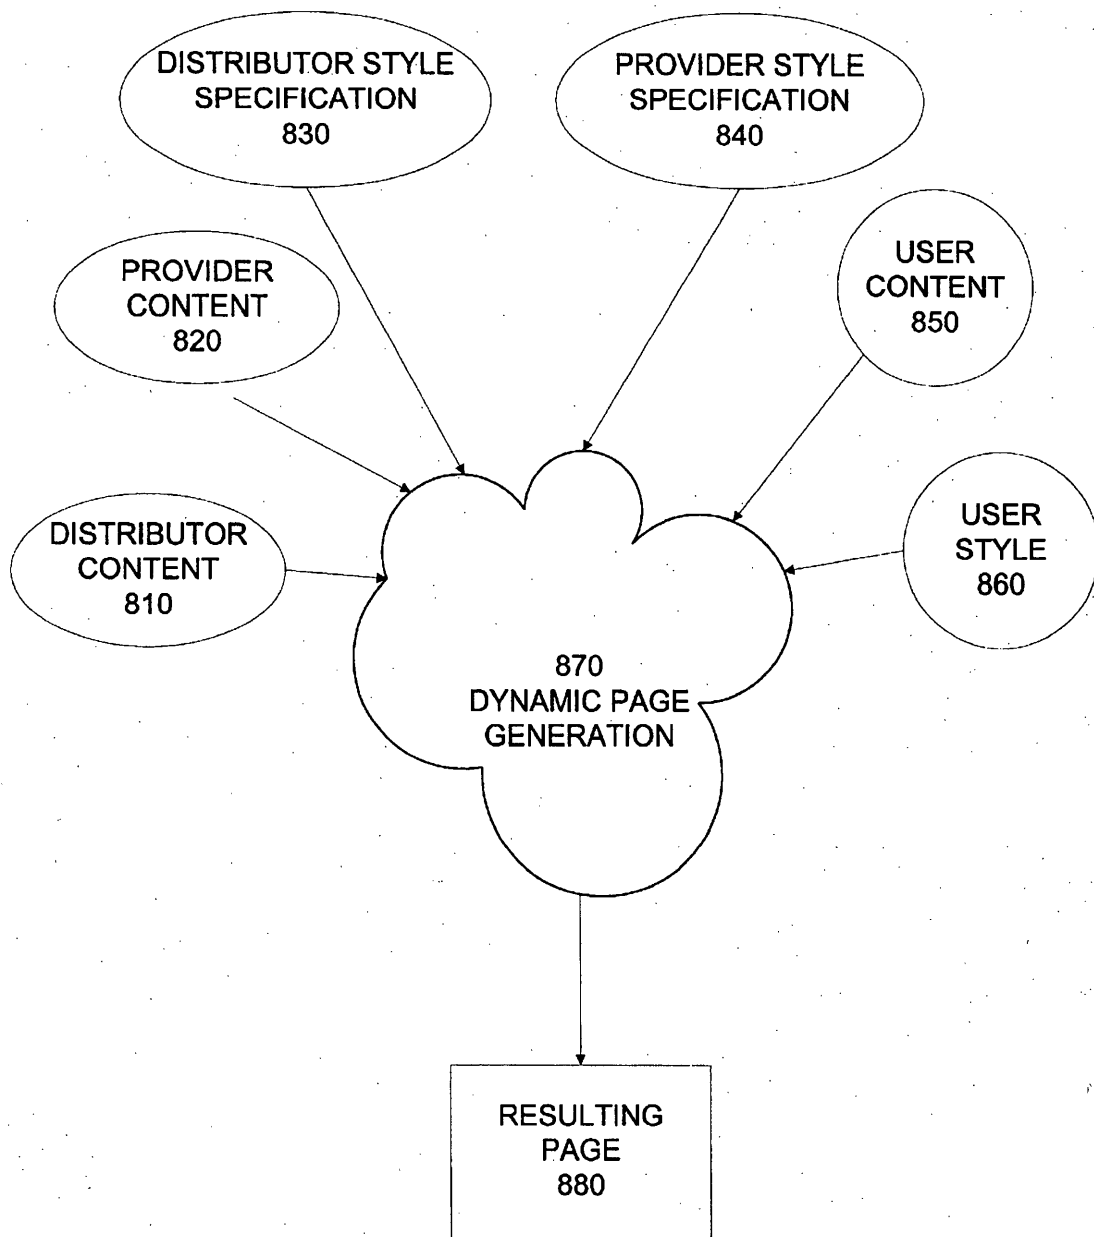 DISTRIBUTOR STYLE
SPECIFICATION
830
PROVIDER STYLE
SPECIFICATION
840
PROVIDER
CONTENT
820
USER
CONTENT
850
DISTRIBUTOR
CONTENT
810
USER
STYLE
860
870
DYNAMIC PAGE
GENERATION
RESULTING
PAGE
880